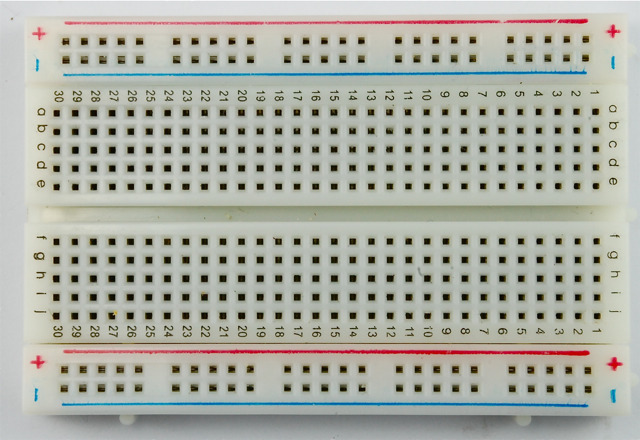 + +
- -
30 29 28 27 26 25 24 23 22 21 20 19 18 17 16 15 14 13 12 11 10 9 8 7 6 5 4 3 2 1
a a
b b
c c
d d
e e
f f
g g
h h
i i
j j
30 29 28 27 26 25 24 23 22 21 20 19 18 17 16 15 14 13 12 11 10 9 8 7 6 5 4 3 2 1
+ +
- -